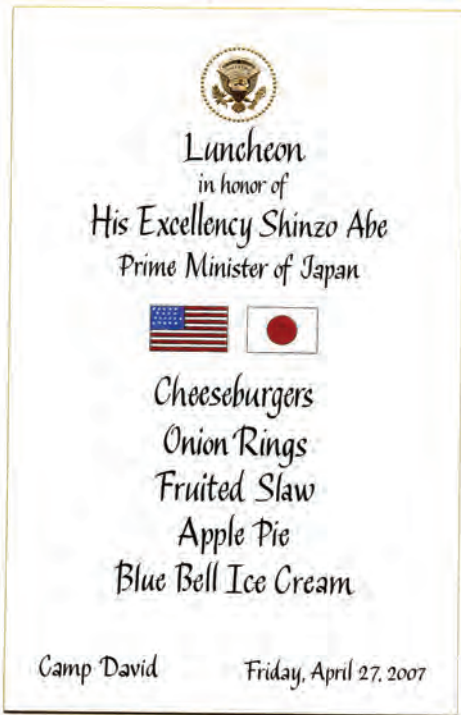 Luncheon
in honor of
His Excellency Shinzo Abe
Prime Minister of Japan
Cheeseburgers
Onion Rings
Fruited Slaw
Apple Pie
Blue Bell Ice Cream
Camp David Friday, April 27, 2007